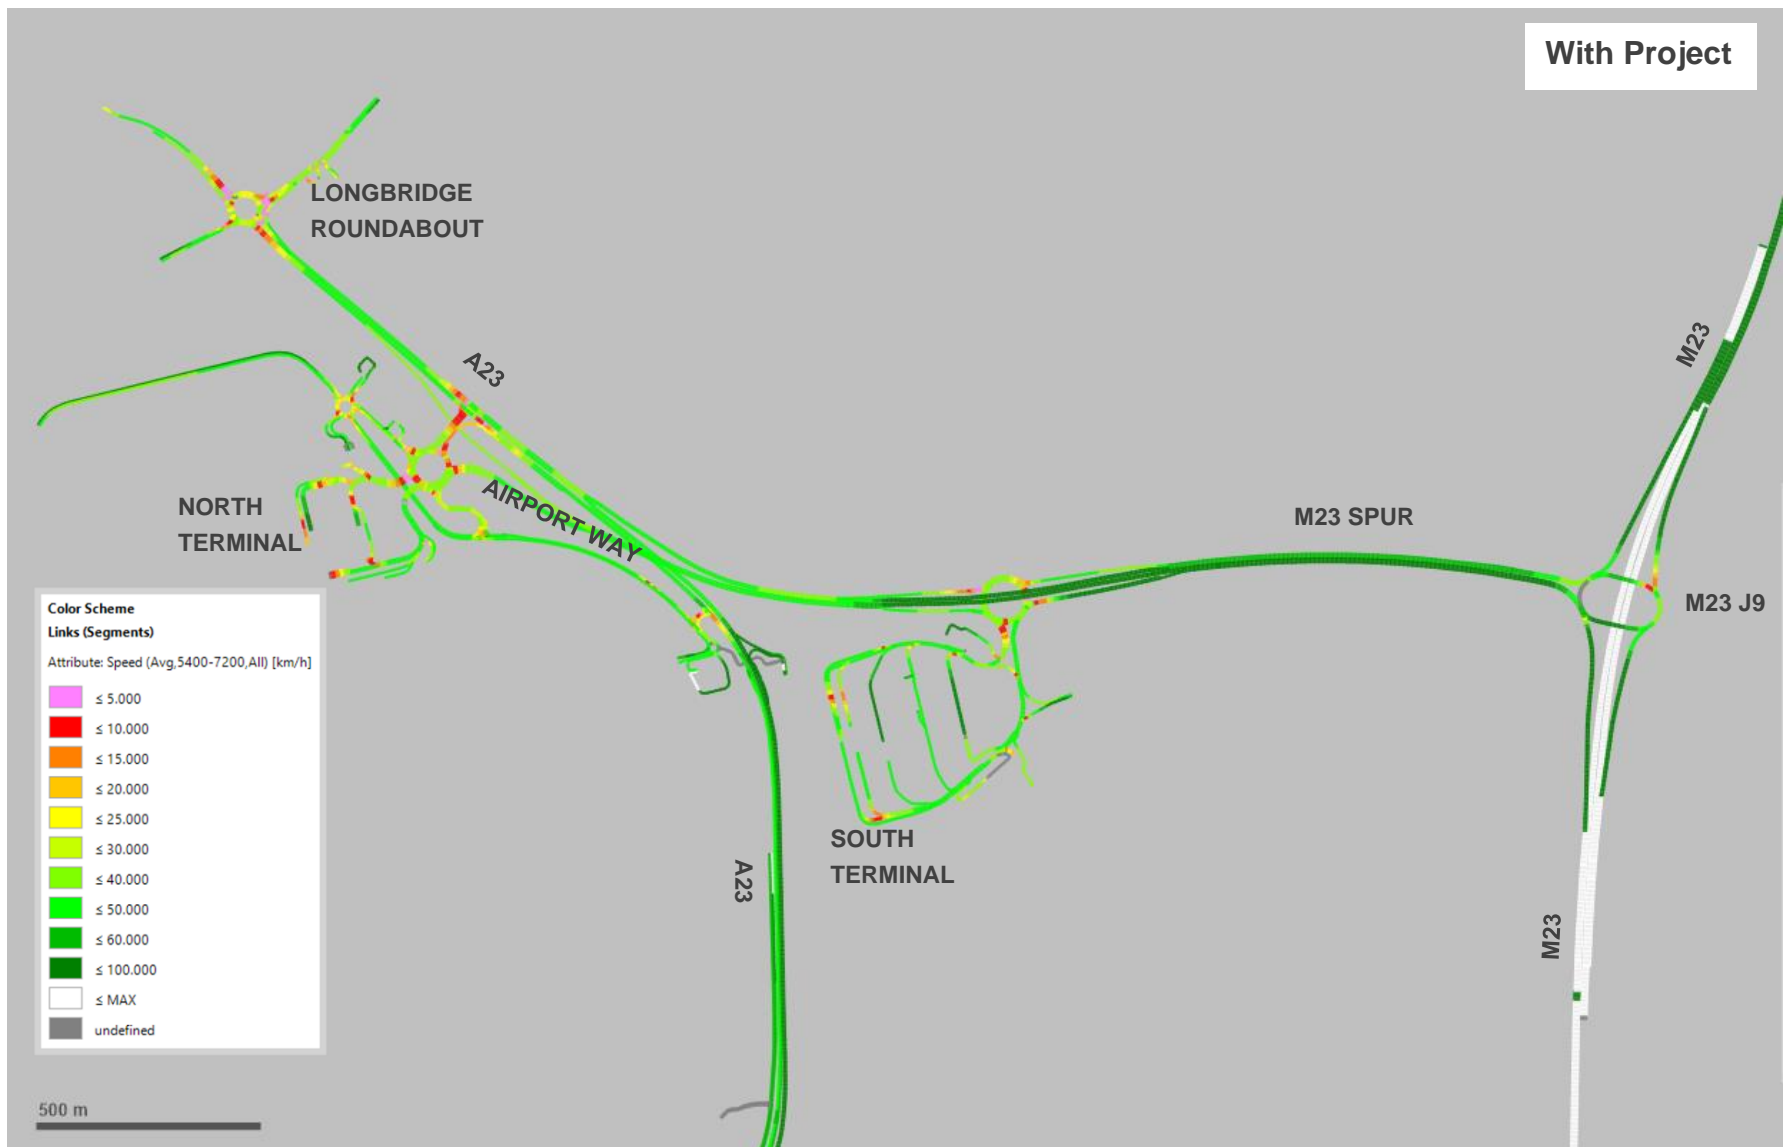 With Project
LONGBRIDGE
ROUNDABOUT
A23
M23
NORTH
TERMINAL
AIRPORT WAY
M23 SPUR
M23 J9
Color Scheme
Links (Segments)
Attribute: Speed (Avg,5400-7200,All) [km/h]
≤ 5.000
≤ 10.000
≤ 15.000
≤ 20.000
≤ 25.000
≤ 30.000
≤ 40.000
≤ 50.000
≤ 60.000
≤ 100.000
≤ MAX
undefined
SOUTH
TERMINAL
A23
M23
500 m